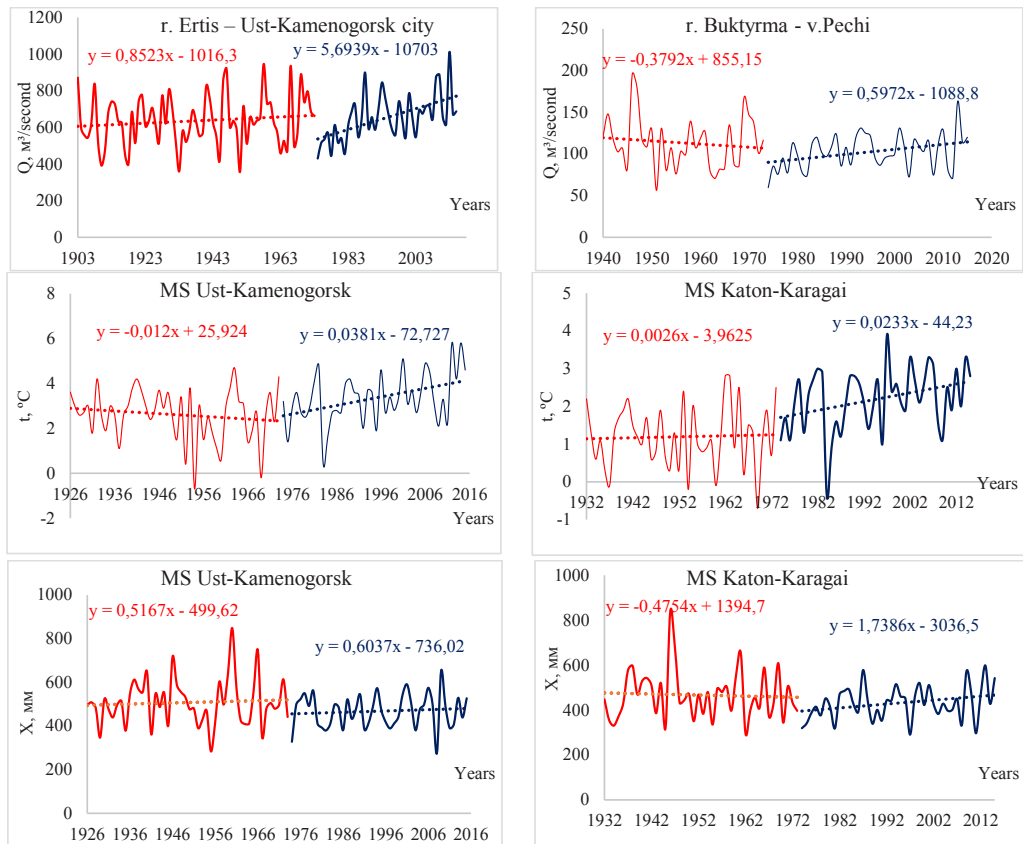 r. Ertis – Ust-Kamenogorsk city
y = 0,8523x - 1016,3
5,6939x - 10703
Q, м³/second
1200
1000
800
600
400
200
0
Years
1903 1923 1943 1963 1983 2003
r. Buktyrma - v.Pechi
y = -0,3792x + 855,15
0,5972x - 1088,8
Q, м³/second
250
200
150
100
50
0
Years
1940 1950 1960 1970 1980 1990 2000 2010 2020
MS Ust-Kamenogorsk
y = -0,012x + 25,924
y = 0,0381x - 72,727
t, ºC
8
6
4
2
0
-2
1926 1936 1946 1956 1966 1976 1986 1996 2006 2016
Years
MS Katon-Karagai
y = 0,0026x - 3,9625
y = 0,0233x - 44,23
t, ºC
5
4
3
2
1
0
-1
1932 1942 1952 1962 1972 1982 1992 2002 2012
Years
MS Ust-Kamenogorsk
y = 0,5167x - 499,62
y = 0,6037x - 736,02
X, мм
1000
800
600
400
200
0
Years
1926 1936 1946 1956 1966 1976 1986 1996 2006 2016
MS Katon-Karagai
y = -0,4754x + 1394,7
y = 1,7386x - 3036,5
X, мм
1000
800
600
400
200
0
Years
1932 1942 1952 1962 1972 1982 1992 2002 2012